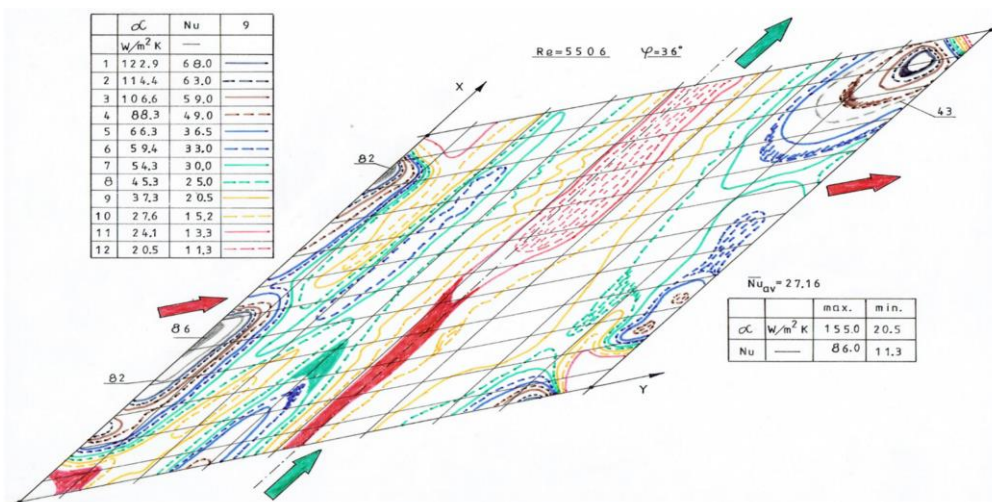 α Nu 9
W/m² K —
1 122.9 68.0
2 114.4 63.0
3 106.6 59.0
4 88.3 49.0
5 66.3 36.5
6 59.4 33.0
7 54.3 30.0
8 45.3 25.0
9 37.3 20.5
10 27.6 15.2
11 24.1 13.3
12 20.5 11.3
Re=5506 φ=36°
X
82
43
86
82
Y
N̅u̅av=27.16
max. min.
α W/m² K 155.0 20.5
Nu — 86.0 11.3